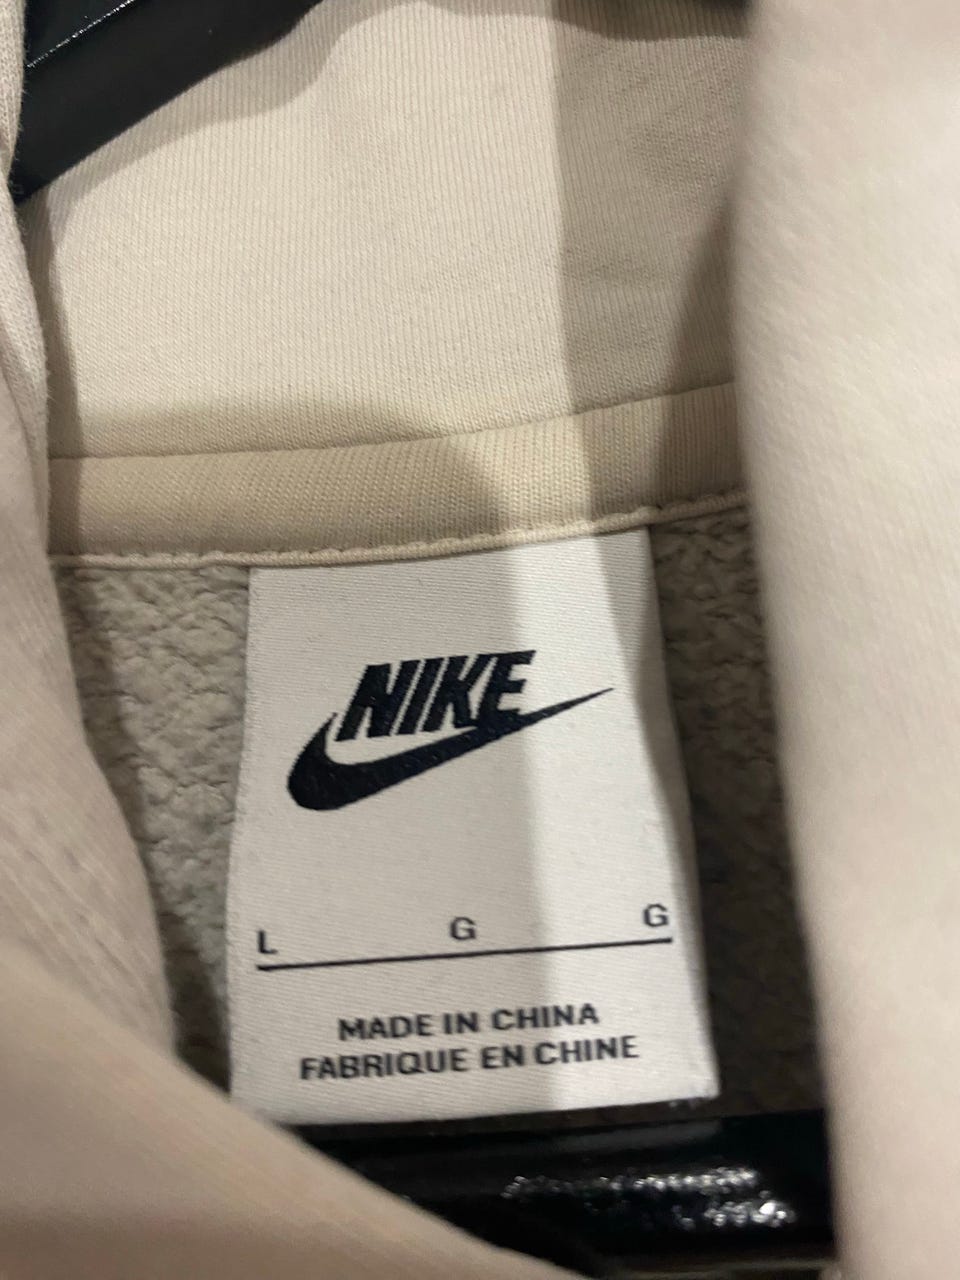 NIKE
L G G
MADE IN CHINA
FABRIQUE EN CHINE